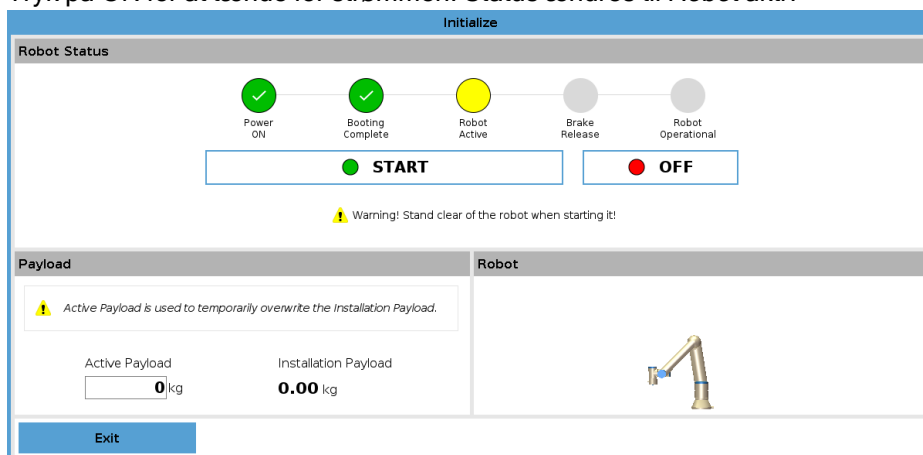 Initialize
Robot Status
Power ON
Booting Complete
Robot Active
Brake Release
Robot Operational
START
OFF
Warning! Stand clear of the robot when starting it!
Payload
Robot
Active Payload is used to temporarily overwrite the Installation Payload.
Active Payload
Installation Payload
0 kg
0.00 kg
Exit